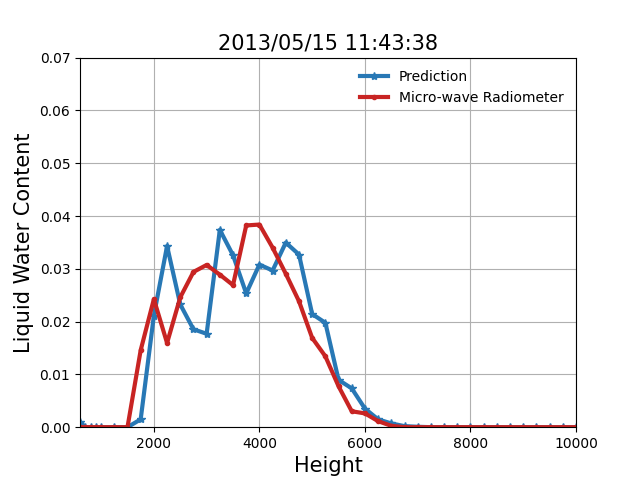 2013/05/15 11:43:38
Prediction
Micro-wave Radiometer
Liquid Water Content
0.07
0.06
0.05
0.04
0.03
0.02
0.01
0.00
2000 4000 6000 8000 10000
Height